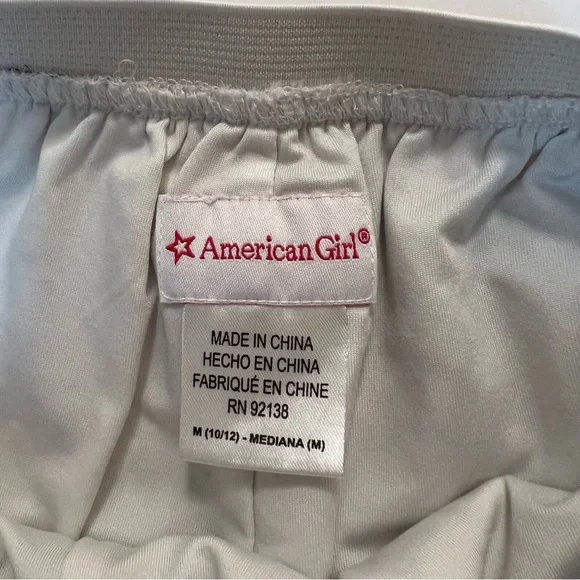 American Girl®
MADE IN CHINA
HECHO EN CHINA
FABRIQUÉ EN CHINE
RN 92138
M (10/12) - MEDIANA (M)